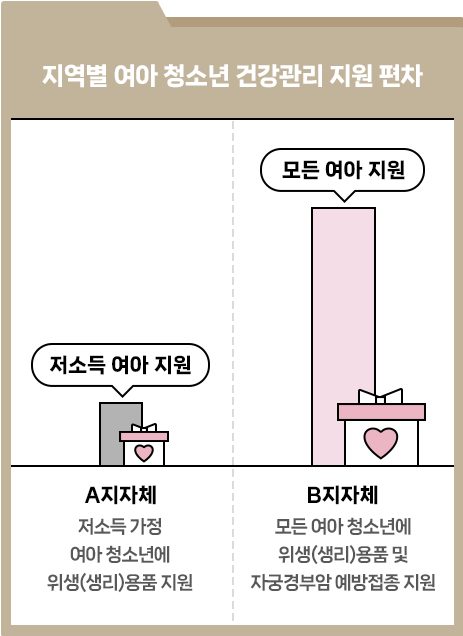 지역별 여아 청소년 건강관리 지원 편차
모든 여아 지원
저소득 여아 지원
A지자체
저소득 가정
여아 청소년에
위생(생리)용품 지원
B지자체
모든 여아 청소년에
위생(생리)용품 및
자궁경부암 예방접종 지원